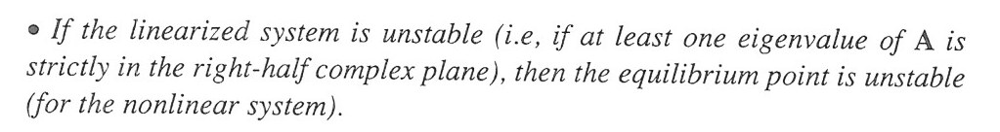 • If the linearized system is unstable (i.e, if at least one eigenvalue of A is
strictly in the right-half complex plane), then the equilibrium point is unstable
(for the nonlinear system).